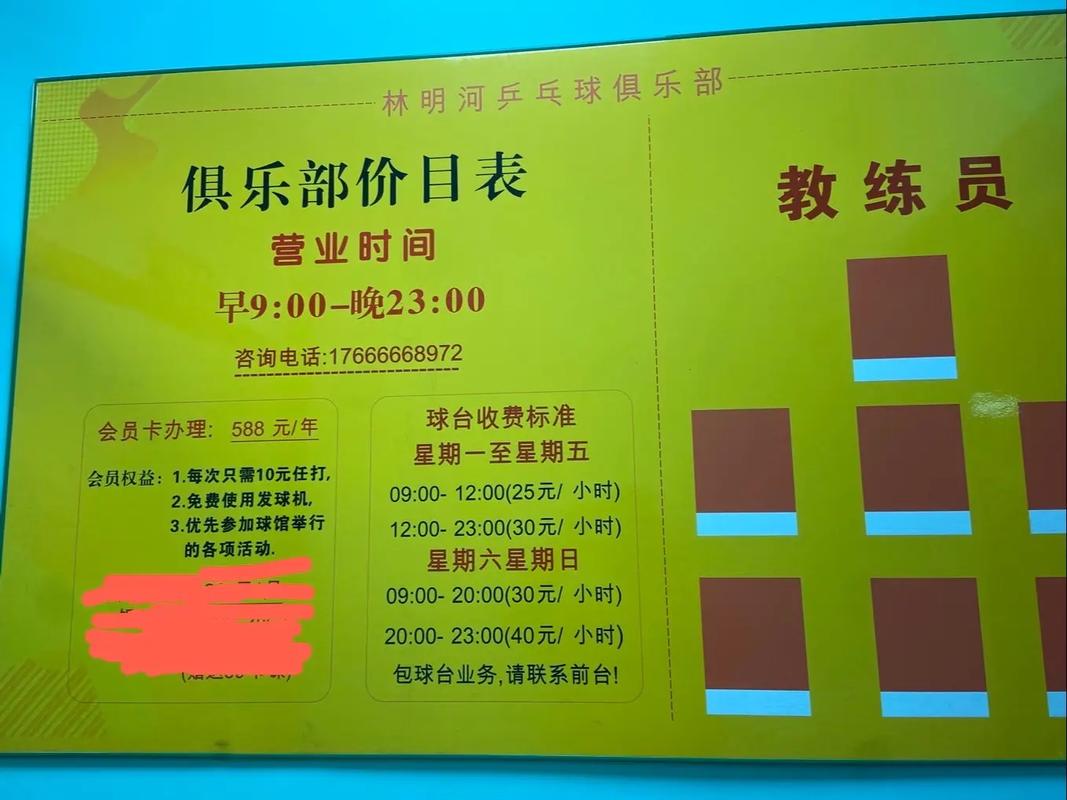 林明河乒乓球俱乐部
俱乐部价目表
营业时间
早9:00-晚23:00
咨询电话:17666668972
会员卡办理: 588 元/年
会员权益: 1.每次只需10元任打,
2.免费使用发球机,
3.优先参加球馆举行
的各项活动.
球台收费标准
星期一至星期五
09:00- 12:00(25元/ 小时)
12:00- 23:00(30元/ 小时)
星期六星期日
09:00- 20:00(30元/ 小时)
20:00- 23:00(40元/ 小时)
包球台业务,请联系前台!
教练员